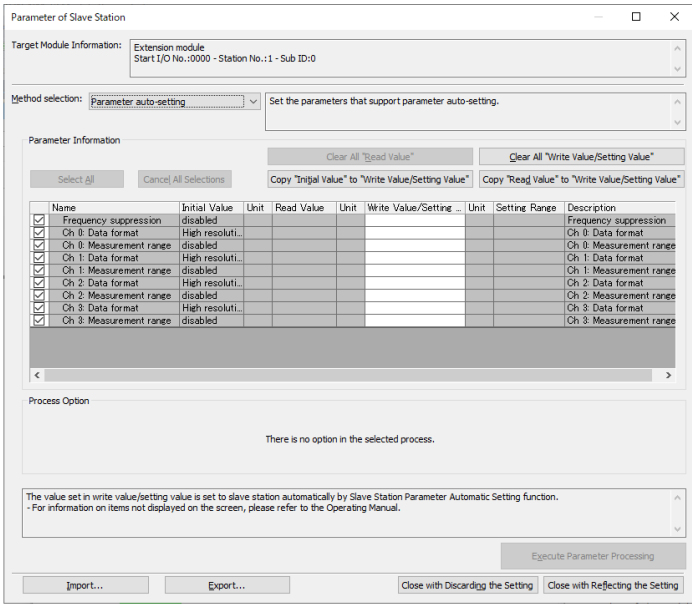 Parameter of Slave Station
Target Module Information:
Extension module
Start I/O No.:0000 - Station No.:1 - Sub ID:0
Method selection:
Parameter auto-setting
Set the parameters that support parameter auto-setting.
Parameter Information
Clear All "Read Value"
Clear All "Write Value/Setting Value"
Select All
Cancel All Selections
Copy "Initial Value" to "Write Value/Setting Value"
Copy "Read Value" to "Write Value/Setting Value"
Name Initial Value Unit Read Value Unit Write Value/Setting ... Unit Setting Range Description
Frequency suppression disabled Frequency suppression
Ch 0: Data format High resoluti... Ch 0: Data format
Ch 0: Measurement range disabled Ch 0: Measurement range
Ch 1: Data format High resoluti... Ch 1: Data format
Ch 1: Measurement range disabled Ch 1: Measurement range
Ch 2: Data format High resoluti... Ch 2: Data format
Ch 2: Measurement range disabled Ch 2: Measurement range
Ch 3: Data format High resoluti... Ch 3: Data format
Ch 3: Measurement range disabled Ch 3: Measurement range
Process Option
There is no option in the selected process.
The value set in write value/setting value is set to slave station automatically by Slave Station Parameter Automatic Setting function.
- For information on items not displayed on the screen, please refer to the Operating Manual.
Execute Parameter Processing
Import...
Export...
Close with Discarding the Setting
Close with Reflecting the Setting